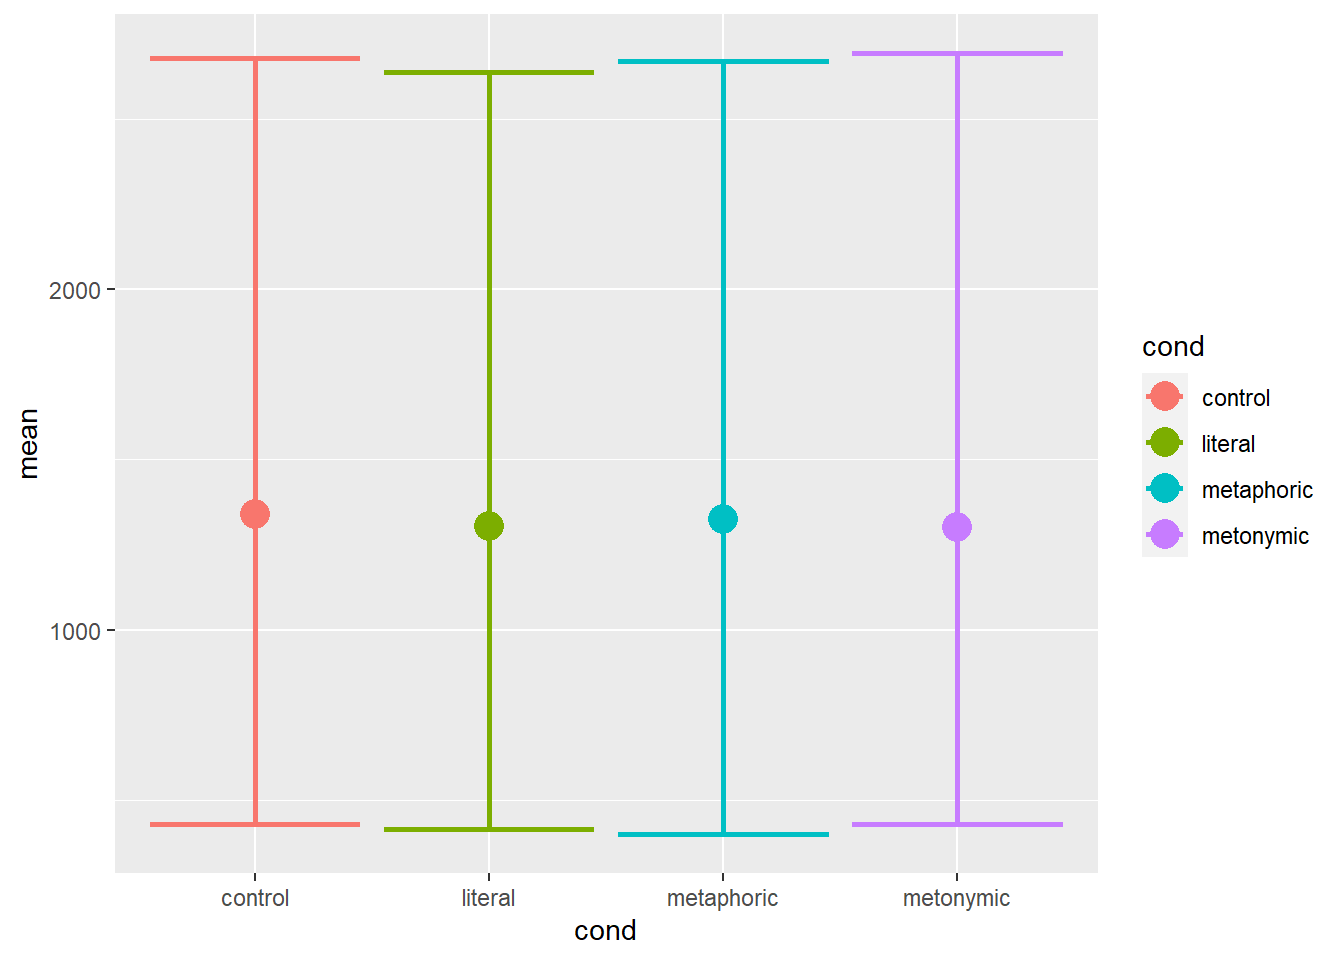 mean
2000
1000
control
literal
metaphoric
metonymic
cond
cond
control
literal
metaphoric
metonymic